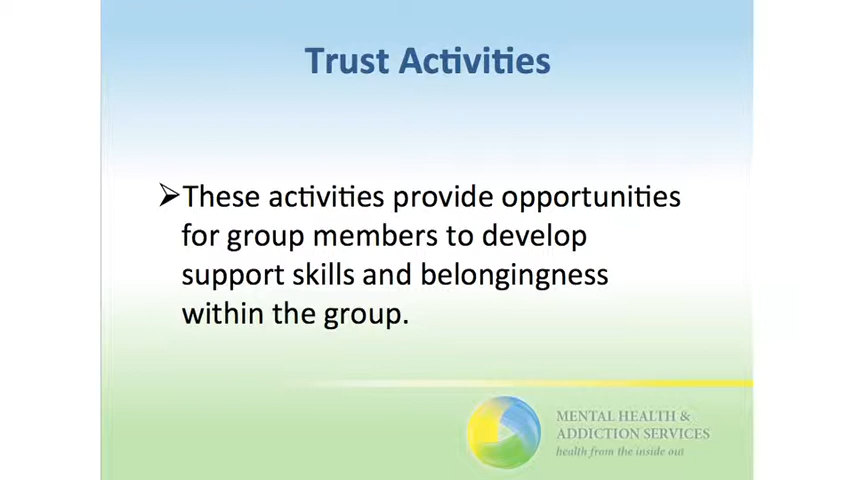 Trust Activities
➢These activities provide opportunities
for group members to develop
support skills and belongingness
within the group.
MENTAL HEALTH &
ADDICTION SERVICES
health from the inside out